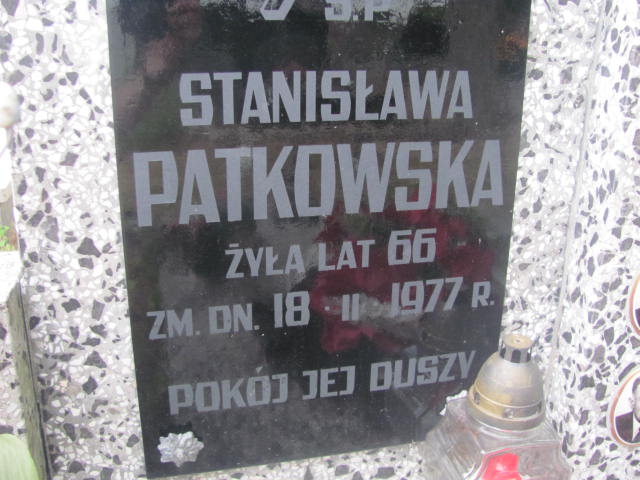 Ś.P.
STANISŁAWA
PATKOWSKA
ŻYŁA LAT 66
ZM. DN. 18 · II · 1977 R.
POKÓJ JEJ DUSZY